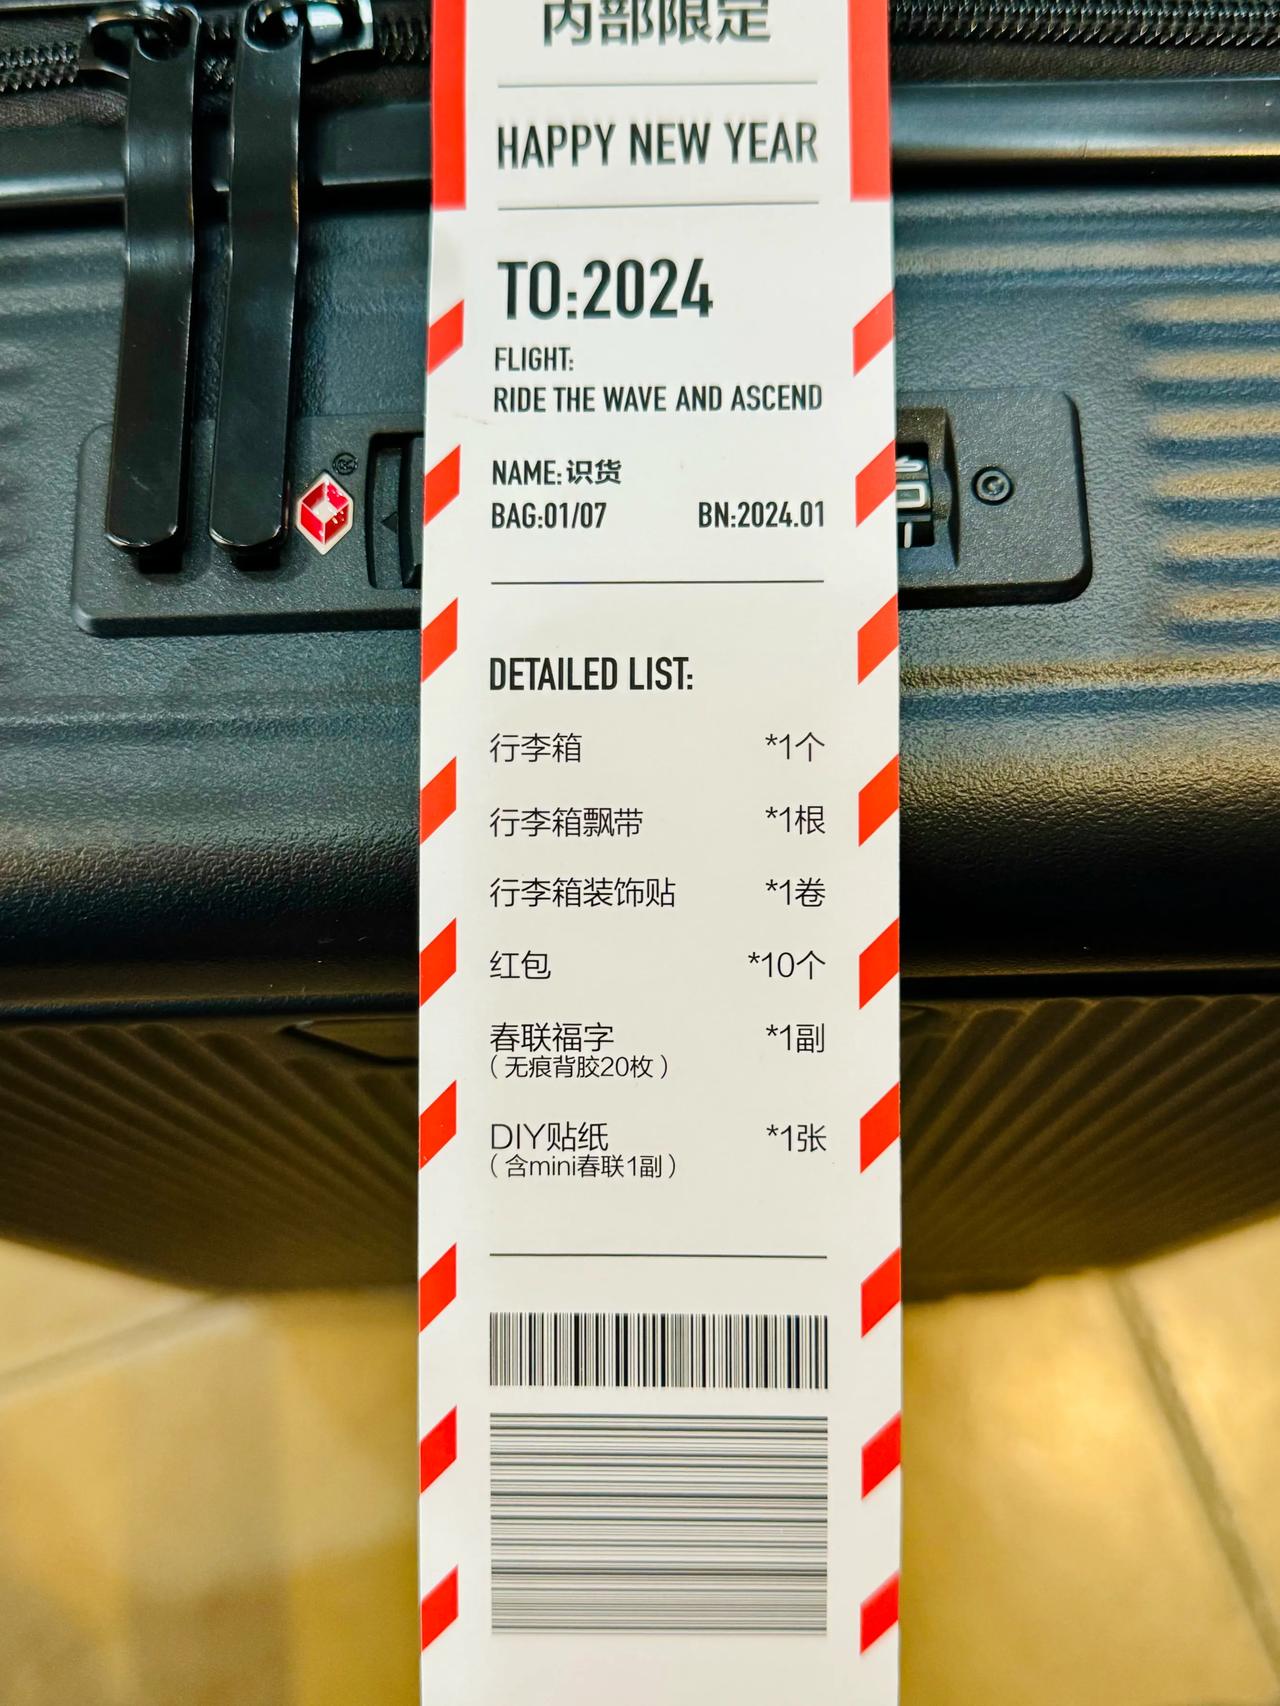 内部限定
HAPPY NEW YEAR
TO:2024
FLIGHT:
RIDE THE WAVE AND ASCEND
NAME:识货
BAG:01/07 BN:2024.01
DETAILED LIST:
行李箱 *1个
行李箱飘带 *1根
行李箱装饰贴 *1卷
红包 *10个
春联福字 *1副
（无痕背胶20枚）
DIY贴纸 *1张
（含mini春联1副）